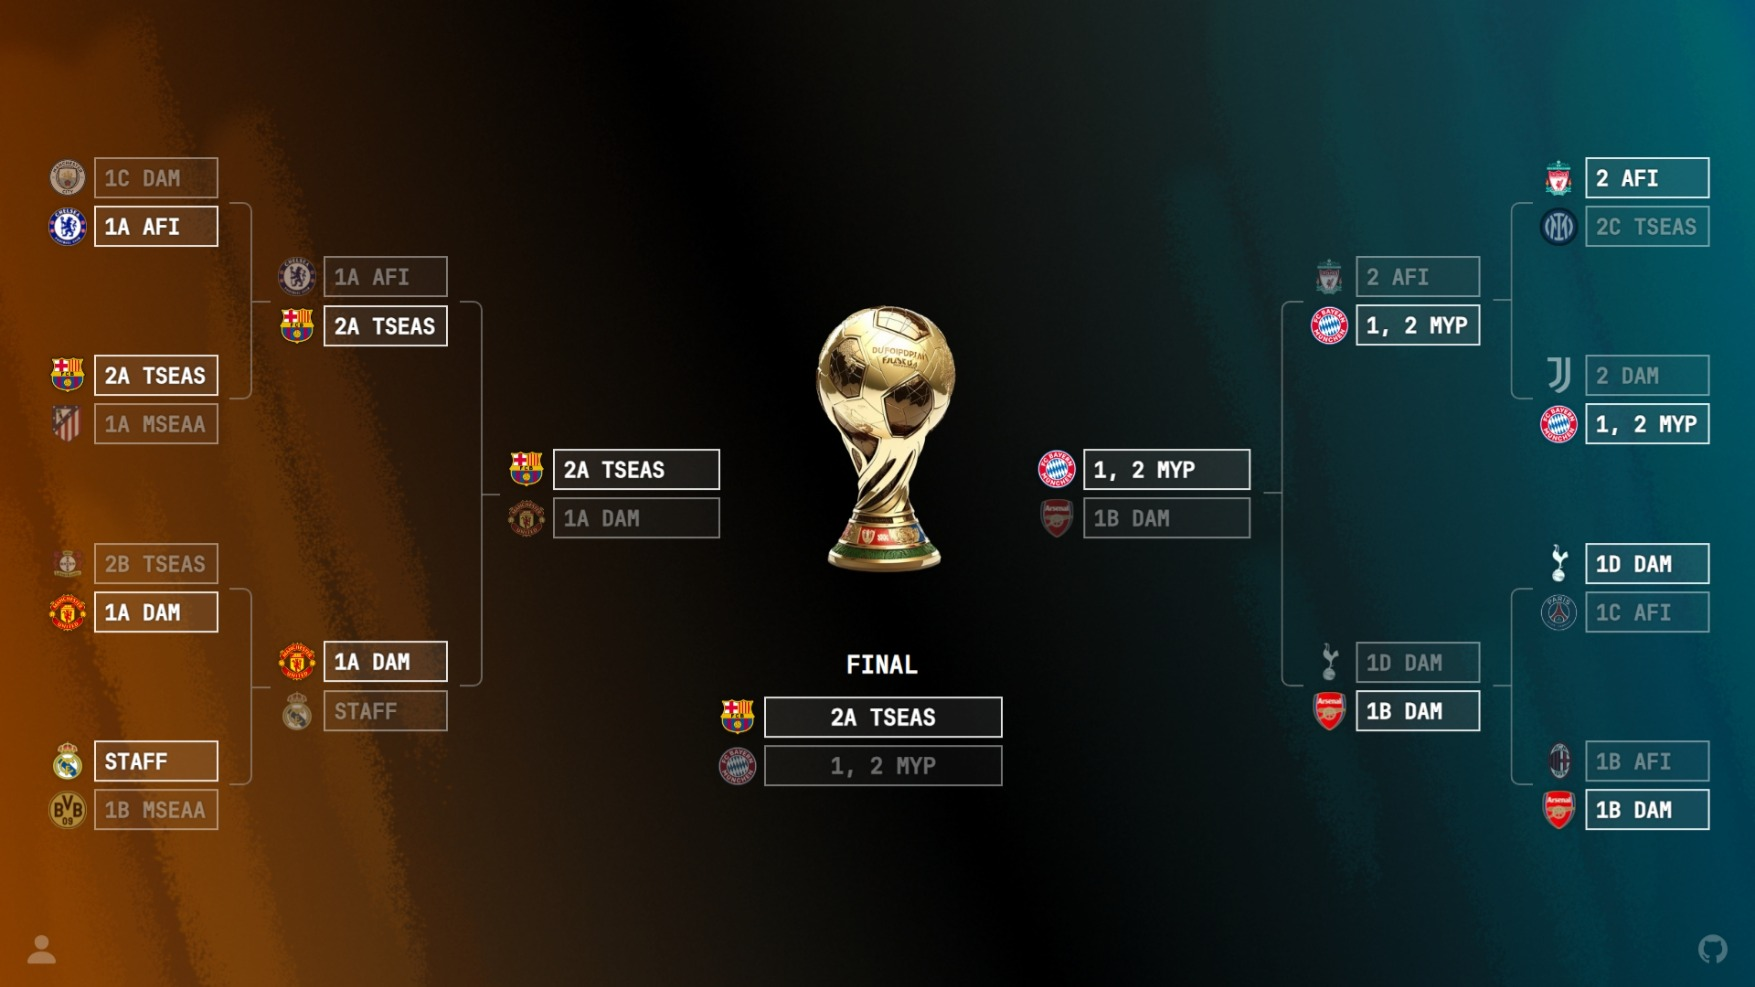 1C DAM
1A AFI
2A TSEAS
1A MSEAA
2B TSEAS
1A DAM
STAFF
1B MSEAA
1A AFI
2A TSEAS
1A DAM
STAFF
2A TSEAS
1A DAM
FINAL
2A TSEAS
1, 2 MYP
1, 2 MYP
1B DAM
2 AFI
1, 2 MYP
1D DAM
1B DAM
2 AFI
2C TSEAS
2 DAM
1, 2 MYP
1D DAM
1C AFI
1B AFI
1B DAM